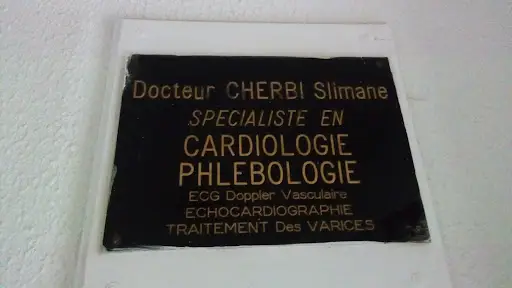 Docteur CHERBI Slimane
SPECIALISTE EN
CARDIOLOGIE
PHLEBOLOGIE
ECG Doppler Vasculaire
ECHOCARDIOGRAPHIE
TRAITEMENT Des VARICES